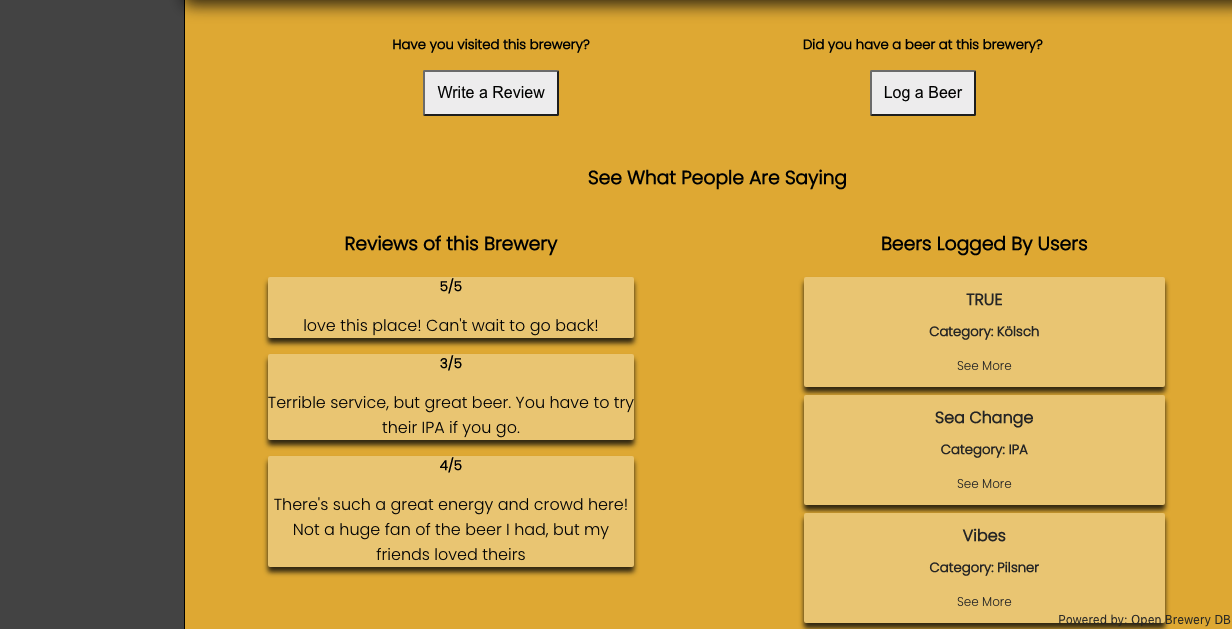 Have you visited this brewery?
Did you have a beer at this brewery?
Write a Review
Log a Beer
See What People Are Saying
Reviews of this Brewery
5/5
love this place! Can't wait to go back!
3/5
Terrible service, but great beer. You have to try
their IPA if you go.
4/5
There's such a great energy and crowd here!
Not a huge fan of the beer I had, but my
friends loved theirs
Beers Logged By Users
TRUE
Category: Kölsch
See More
Sea Change
Category: IPA
See More
Vibes
Category: Pilsner
See More
Powered by: Open Brewery DB